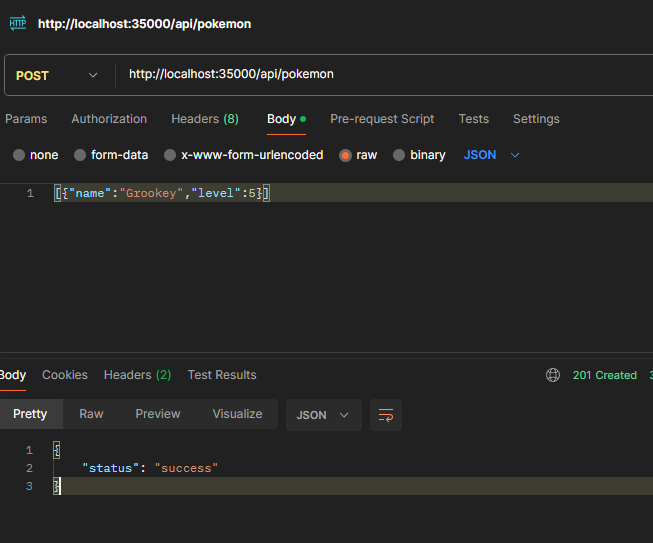 HTTP http://localhost:35000/api/pokemon
POST http://localhost:35000/api/pokemon
Params Authorization Headers (8) Body Pre-request Script Tests Settings
none form-data x-www-form-urlencoded raw binary JSON
1 [{"name":"Grookey","level":5}]
Body Cookies Headers (2) Test Results 201 Created
Pretty Raw Preview Visualize JSON
1 {
2 "status": "success"
3 }